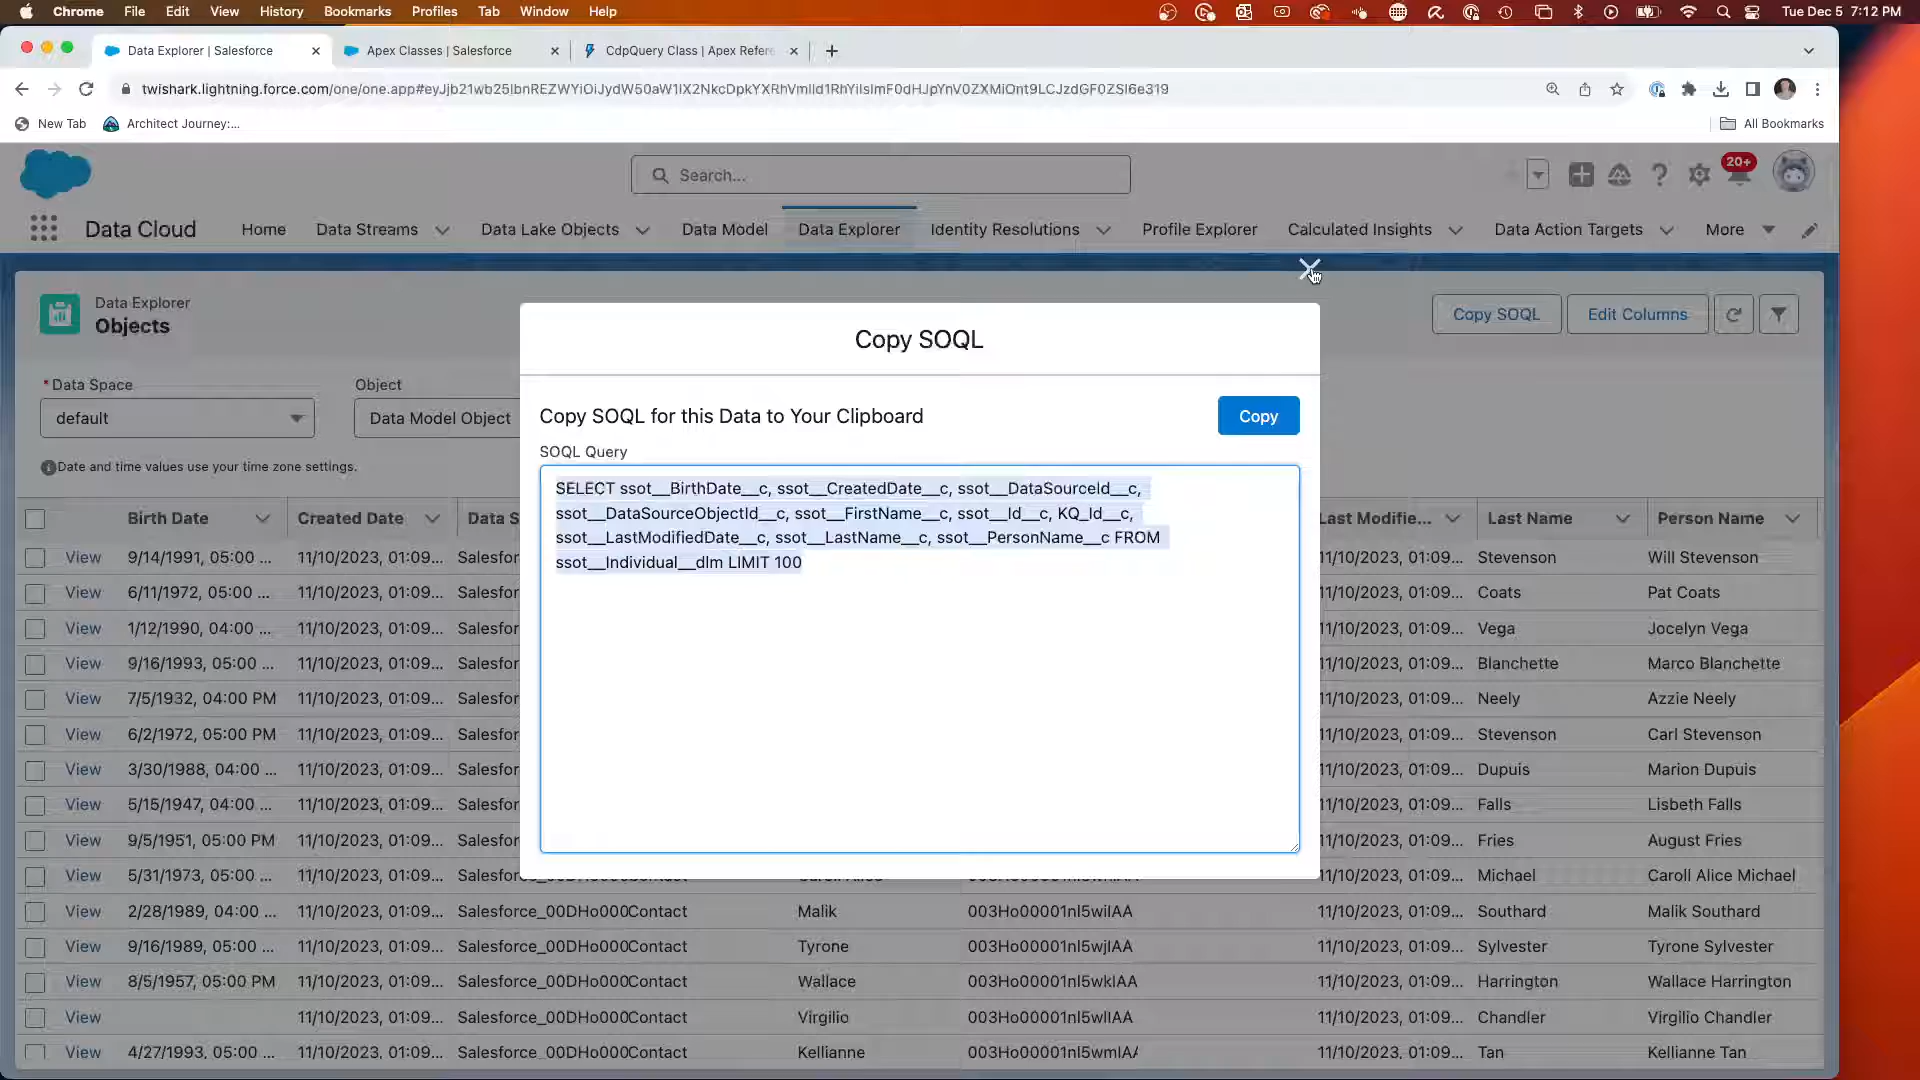 Chrome File Edit View History Bookmarks Profiles Tab Window Help Tue Dec 5 7:12 PM
Data Explorer | Salesforce Apex Classes | Salesforce CdpQuery Class | Apex Refere
New Tab Architect Journey:... All Bookmarks
Search... 20+
Data Cloud Home Data Streams Data Lake Objects Data Model Data Explorer Identity Resolutions Profile Explorer Calculated Insights Data Action Targets More
Data Explorer
Objects
Copy SOQL Edit Columns
* Data Space Object
default Data Model Object
Date and time values use your time zone settings.
Copy SOQL
Copy SOQL for this Data to Your Clipboard Copy
SOQL Query
SELECT ssot__BirthDate__c, ssot__CreatedDate__c, ssot__DataSourceId__c,
ssot__DataSourceObjectId__c, ssot__FirstName__c, ssot__Id__c, KQ_Id__c,
ssot__LastModifiedDate__c, ssot__LastName__c, ssot__PersonName__c FROM
ssot__Individual__dlm LIMIT 100
Birth Date Created Date Data S Last Modifie... Last Name Person Name
View 9/14/1991, 05:00 ... 11/10/2023, 01:09... Salesfor 11/10/2023, 01:09... Stevenson Will Stevenson
View 6/11/1972, 05:00 ... 11/10/2023, 01:09... Salesfor 11/10/2023, 01:09... Coats Pat Coats
View 1/12/1990, 04:00 ... 11/10/2023, 01:09... Salesfor 11/10/2023, 01:09... Vega Jocelyn Vega
View 9/16/1993, 05:00 ... 11/10/2023, 01:09... Salesfor 11/10/2023, 01:09... Blanchette Marco Blanchette
View 7/5/1932, 04:00 PM 11/10/2023, 01:09... Salesfor 11/10/2023, 01:09... Neely Azzie Neely
View 6/2/1972, 05:00 PM 11/10/2023, 01:09... Salesfor 11/10/2023, 01:09... Stevenson Carl Stevenson
View 3/30/1988, 04:00 ... 11/10/2023, 01:09... Salesfor 11/10/2023, 01:09... Dupuis Marion Dupuis
View 5/15/1947, 04:00 ... 11/10/2023, 01:09... Salesfor 11/10/2023, 01:09... Falls Lisbeth Falls
View 9/5/1951, 05:00 PM 11/10/2023, 01:09... Salesfor 11/10/2023, 01:09... Fries August Fries
View 5/31/1973, 05:00 ... 11/10/2023, 01:09... 11/10/2023, 01:09... Michael Caroll Alice Michael
View 2/28/1989, 04:00 ... 11/10/2023, 01:09... Salesforce_00DHo000Contact Malik 003Ho00001nI5wiIAA 11/10/2023, 01:09... Southard Malik Southard
View 9/16/1989, 05:00 ... 11/10/2023, 01:09... Salesforce_00DHo000Contact Tyrone 003Ho00001nI5wjIAA 11/10/2023, 01:09... Sylvester Tyrone Sylvester
View 8/5/1957, 05:00 PM 11/10/2023, 01:09... Salesforce_00DHo000Contact Wallace 003Ho00001nI5wkIAA 11/10/2023, 01:09... Harrington Wallace Harrington
View 11/10/2023, 01:09... Salesforce_00DHo000Contact Virgilio 003Ho00001nI5wlIAA 11/10/2023, 01:09... Chandler Virgilio Chandler
View 4/27/1993, 05:00 ... 11/10/2023, 01:09... Salesforce_00DHo000Contact Kellianne 003Ho00001nI5wmIAA 11/10/2023, 01:09... Tan Kellianne Tan